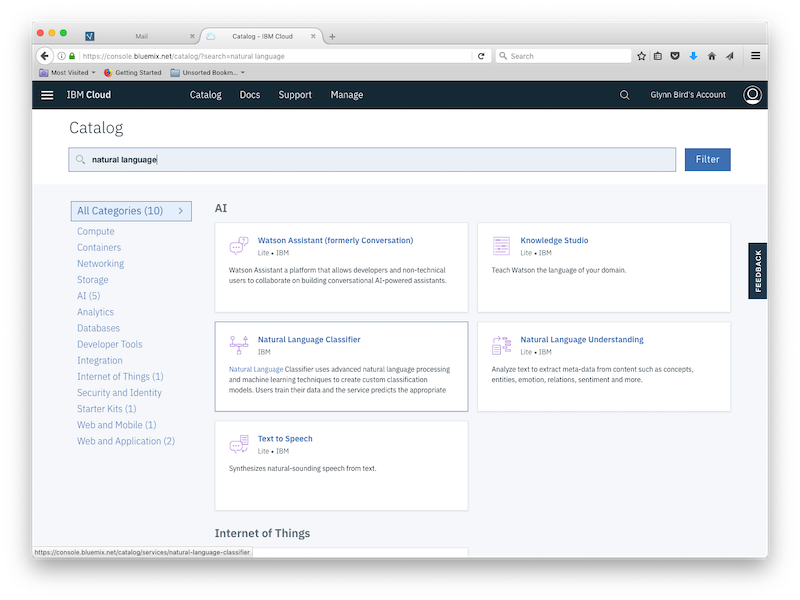 Mail
Catalog - IBM Cloud
https://console.bluemix.net/catalog/?search=natural language
Search
Most Visited
Getting Started
Unsorted Bookm...
IBM Cloud
Catalog
Docs
Support
Manage
Glynn Bird's Account
Catalog
natural language
Filter
All Categories (10)
Compute
Containers
Networking
Storage
AI (5)
Analytics
Databases
Developer Tools
Integration
Internet of Things (1)
Security and Identity
Starter Kits (1)
Web and Mobile (1)
Web and Application (2)
AI
Watson Assistant (formerly Conversation)
Lite • IBM
Watson Assistant a platform that allows developers and non-technical
users to collaborate on building conversational AI-powered assistants.
Knowledge Studio
Lite • IBM
Teach Watson the language of your domain.
Natural Language Classifier
IBM
Natural Language Classifier uses advanced natural language processing
and machine learning techniques to create custom classification
models. Users train their data and the service predicts the appropriate
Natural Language Understanding
Lite • IBM
Analyze text to extract meta-data from content such as concepts,
entities, emotion, relations, sentiment and more.
Text to Speech
Lite • IBM
Synthesizes natural-sounding speech from text.
Internet of Things
FEEDBACK
https://console.bluemix.net/catalog/services/natural-language-classifier